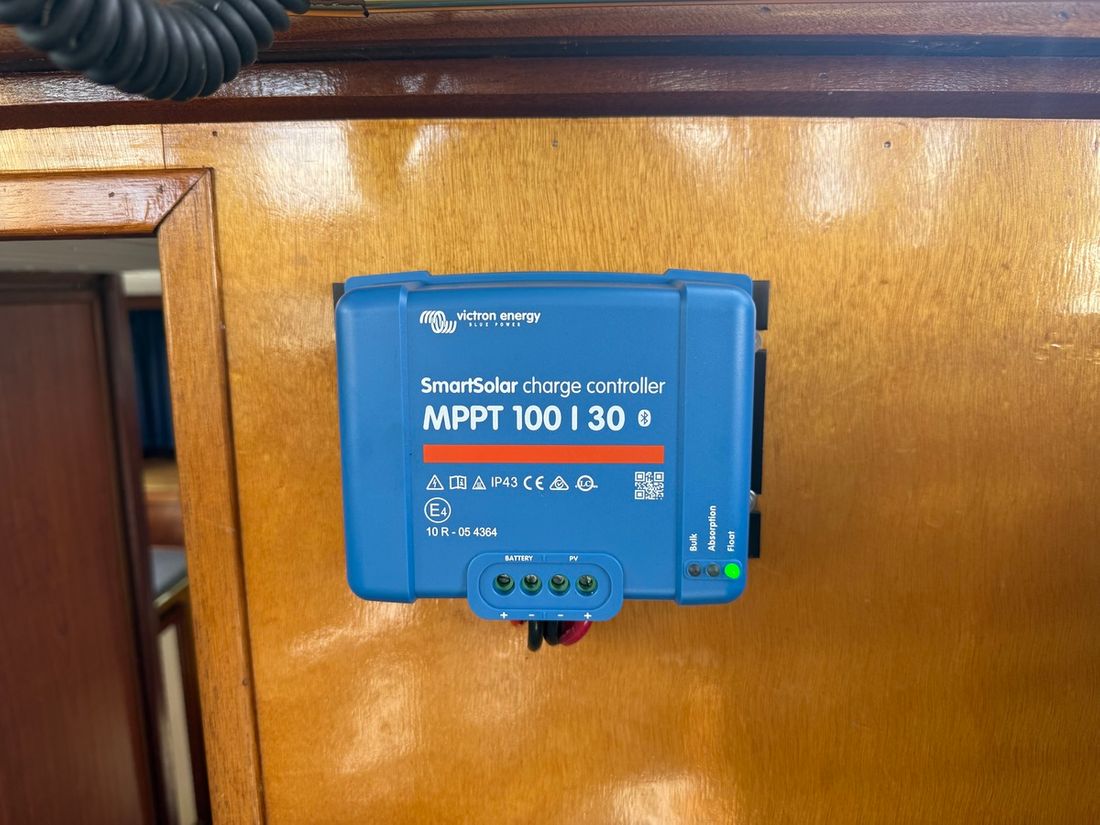 victron energy
BLUE POWER
SmartSolar charge controller
MPPT 100 | 30
IP43 CE
E4
10 R - 05 4364
Bulk
Absorption
Float
BATTERY PV
+ - - +